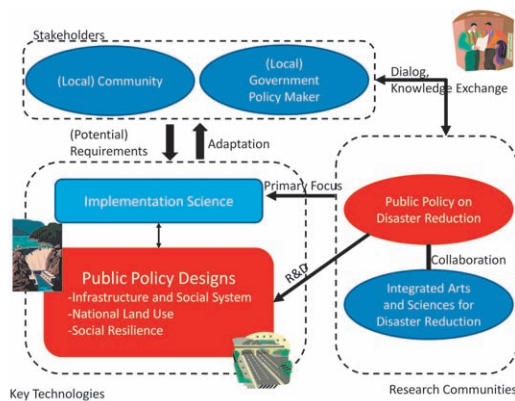 Stakeholders
(Local) Community
(Local)
Government
Policy Maker
Dialog,
Knowledge Exchange
(Potential)
Requirements
Adaptation
Implementation Science
Primary Focus
Public Policy on
Disaster Reduction
Public Policy Designs
-Infrastructure and Social System
-National Land Use
-Social Resilience
R&D
Collaboration
Integrated Arts
and Sciences for
Disaster Reduction
Key Technologies
Research Communities